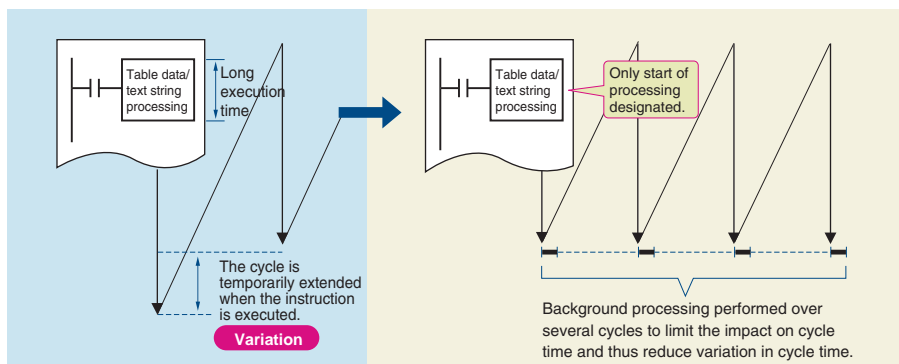 Table data/
text string
processing
Long
execution
time
The cycle is
temporarily extended
when the instruction
is executed.
Variation
Table data/
text string
processing
Only start of
processing
designated.
Background processing performed over
several cycles to limit the impact on cycle
time and thus reduce variation in cycle time.